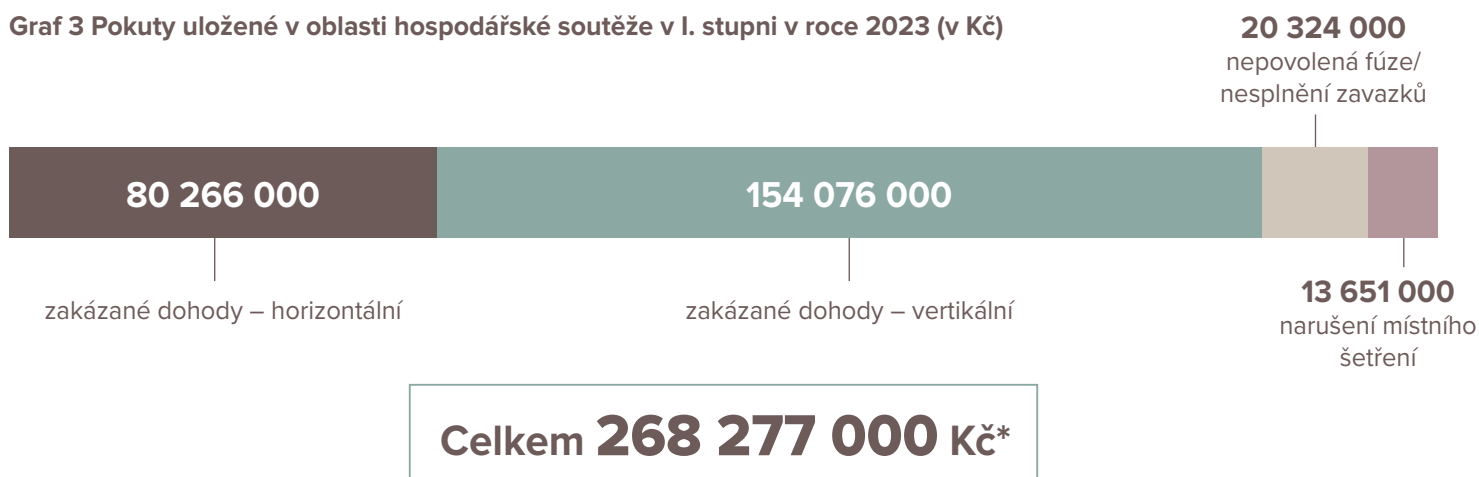 Graf 3 Pokuty uložené v oblasti hospodářské soutěže v I. stupni v roce 2023 (v Kč)
20 324 000
nepovolená fúze/
nesplnění zavazků
80 266 000
154 076 000
zakázané dohody – horizontální
zakázané dohody – vertikální
13 651 000
narušení místního
šetření
Celkem 268 277 000 Kč*